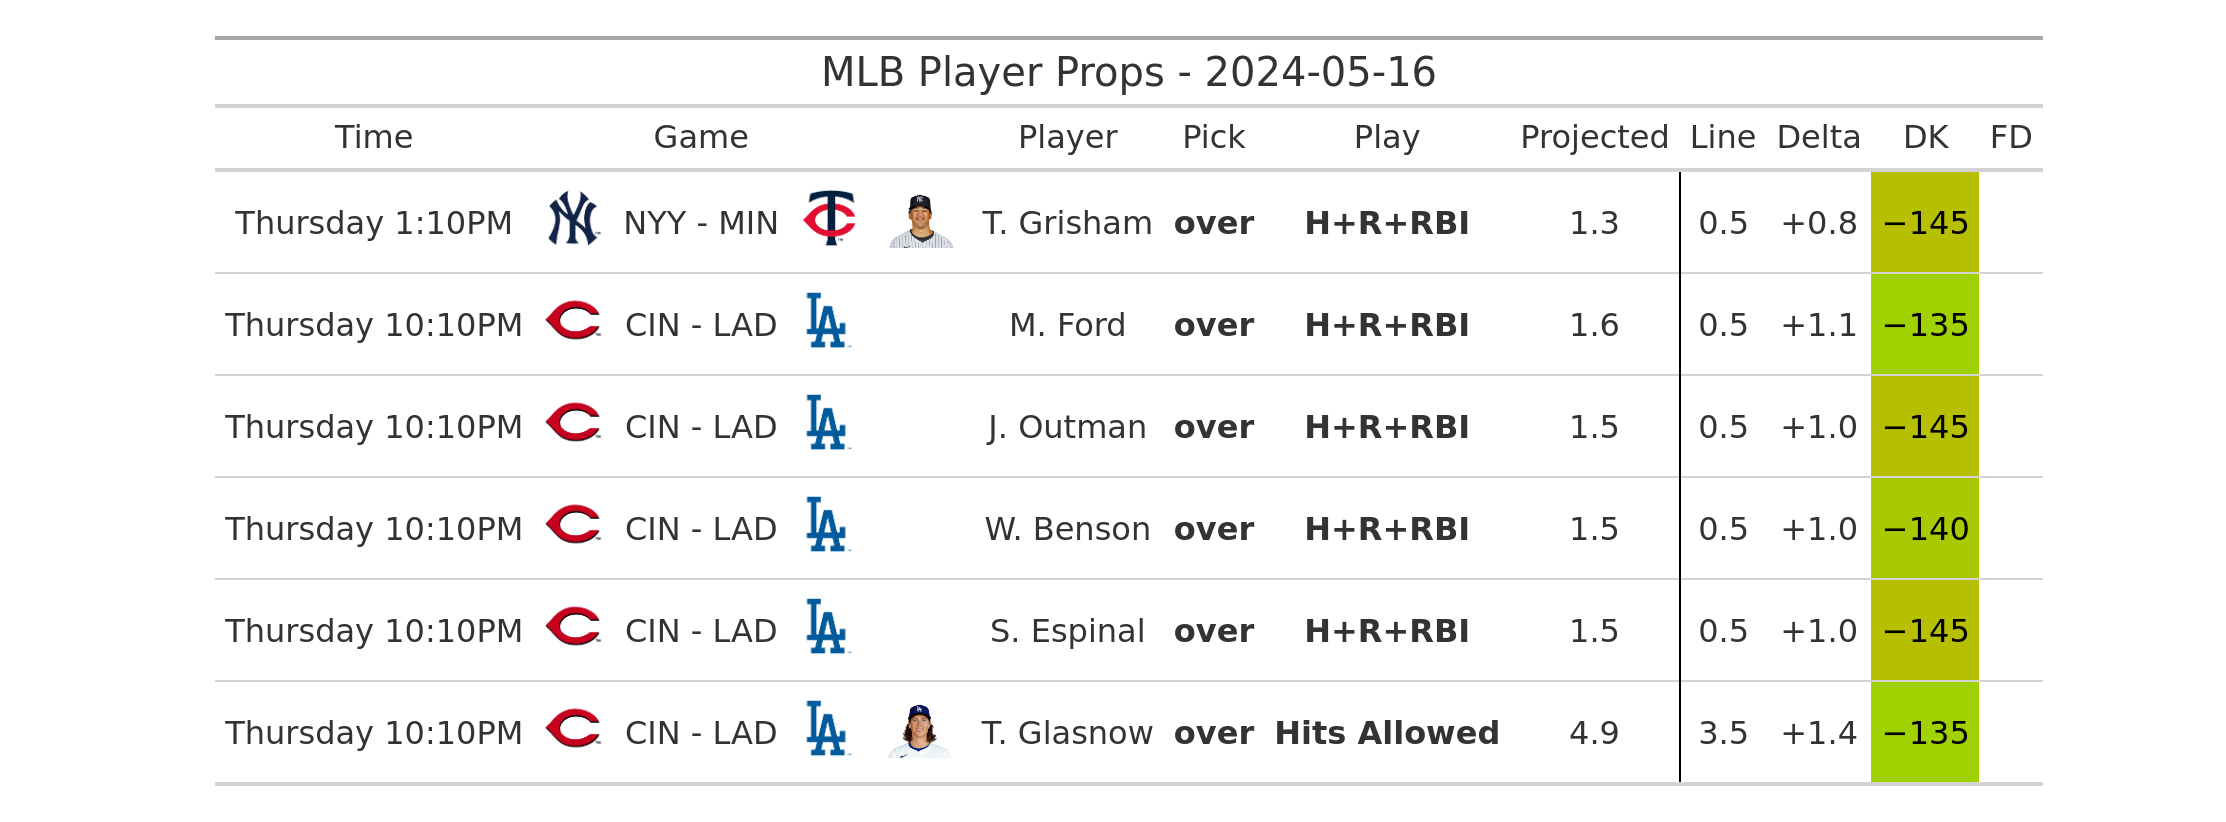 MLB Player Props - 2024-05-16
Time Game Player Pick Play Projected Line Delta DK FD
Thursday 1:10PM NYY - MIN T. Grisham over H+R+RBI 1.3 0.5 +0.8 −145
Thursday 10:10PM CIN - LAD M. Ford over H+R+RBI 1.6 0.5 +1.1 −135
Thursday 10:10PM CIN - LAD J. Outman over H+R+RBI 1.5 0.5 +1.0 −145
Thursday 10:10PM CIN - LAD W. Benson over H+R+RBI 1.5 0.5 +1.0 −140
Thursday 10:10PM CIN - LAD S. Espinal over H+R+RBI 1.5 0.5 +1.0 −145
Thursday 10:10PM CIN - LAD T. Glasnow over Hits Allowed 4.9 3.5 +1.4 −135